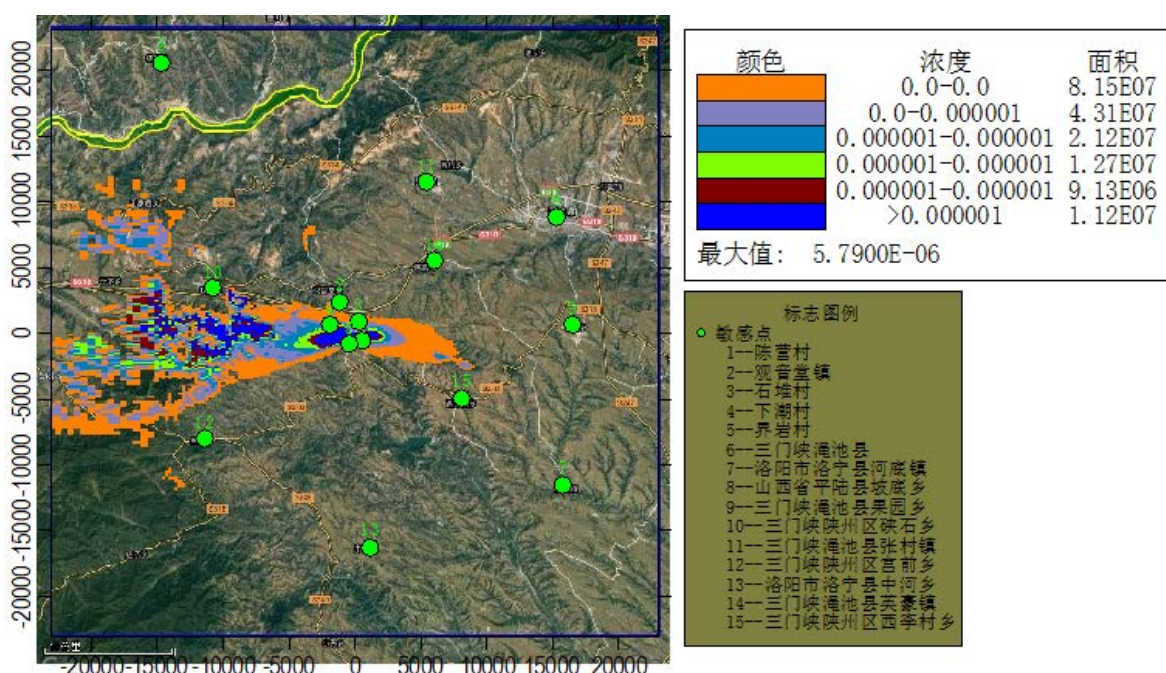 20000
15000
10000
5000
0
-5000
-10000
-15000
-20000
-20000-15000-10000 -5000 0 5000 10000 15000 20000
颜色 浓度 面积
0.0-0.0 8.15E07
0.0-0.000001 4.31E07
0.000001-0.000001 2.12E07
0.000001-0.000001 1.27E07
0.000001-0.000001 9.13E06
>0.000001 1.12E07
最大值: 5.7900E-06
标志图例
敏感点
1--陈营村
2--观音堂镇
3--石堆村
4--下潮村
5--界岩村
6--三门峡渑池县
7--洛阳市洛宁县河底镇
8--山西省平陆县坡底乡
9--三门峡渑池县果园乡
10--三门峡陕州区硖石乡
11--三门峡渑池县张村镇
12--三门峡陕州区宫前乡
13--洛阳市洛宁县中河乡
14--三门峡渑池县英豪镇
15--三门峡陕州区西李村乡